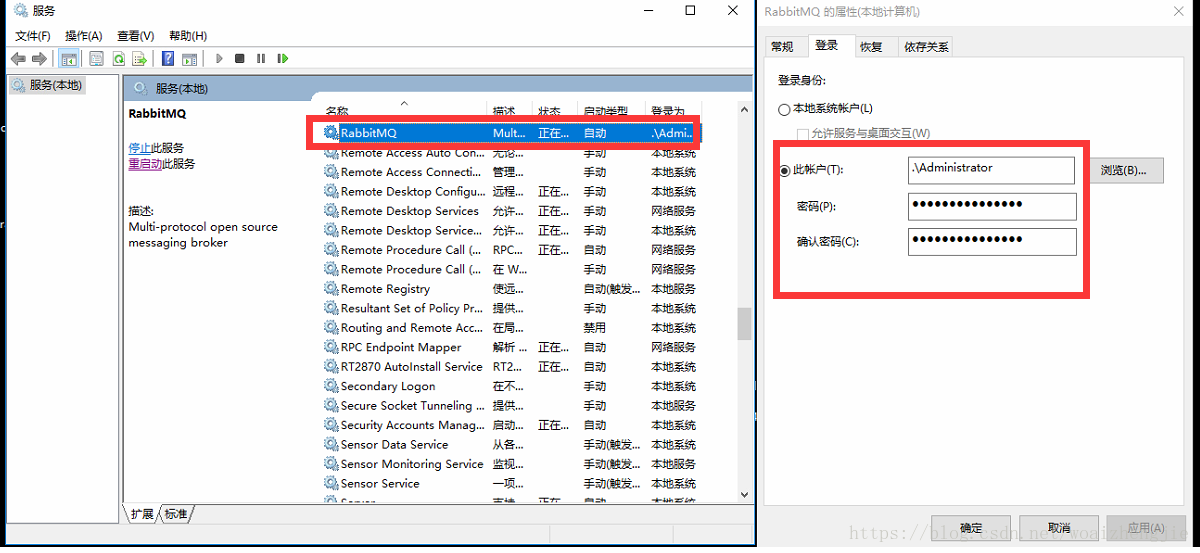 服务
文件(F) 操作(A) 查看(V) 帮助(H)
服务(本地)
服务(本地)
RabbitMQ
停止此服务
重启动此服务
描述:
Multi-protocol open source
messaging broker
名称 描述 状态 启动类型 登录为
RabbitMQ Mult... 正在... 自动 .\Admi...
Remote Access Auto Con... 无论... 手动 本地系统
Remote Access Connecti... 管理... 手动 本地系统
Remote Desktop Configu... 远程... 正在... 手动 本地系统
Remote Desktop Services 允许... 正在... 手动 网络服务
Remote Desktop Service... 允许... 正在... 手动 本地系统
Remote Procedure Call (... RPC... 正在... 自动 网络服务
Remote Procedure Call (... 在 W... 手动 网络服务
Remote Registry 使远... 自动(触发... 本地服务
Resultant Set of Policy Pr... 提供... 手动 本地系统
Routing and Remote Acc... 在局... 禁用 本地系统
RPC Endpoint Mapper 解析 ... 正在... 自动 网络服务
RT2870 AutoInstall Service RT2... 正在... 自动 本地系统
Secondary Logon 在不... 手动 本地系统
Secure Socket Tunneling ... 提供... 手动 本地服务
Security Accounts Manag... 启动... 正在... 自动 本地系统
Sensor Data Service 从各... 手动(触发... 本地系统
Sensor Monitoring Service 监视... 手动(触发... 本地服务
Sensor Service 一项... 手动(触发... 本地系统
Server 支持... 正在... 自动 本地系统
扩展 标准
RabbitMQ 的属性(本地计算机)
常规 登录 恢复 依存关系
登录身份:
本地系统帐户(L)
允许服务与桌面交互(W)
此帐户(T): .\Administrator 浏览(B)...
密码(P): ●●●●●●●●●●●●●●●
确认密码(C): ●●●●●●●●●●●●●●●
确定 取消 应用(A)